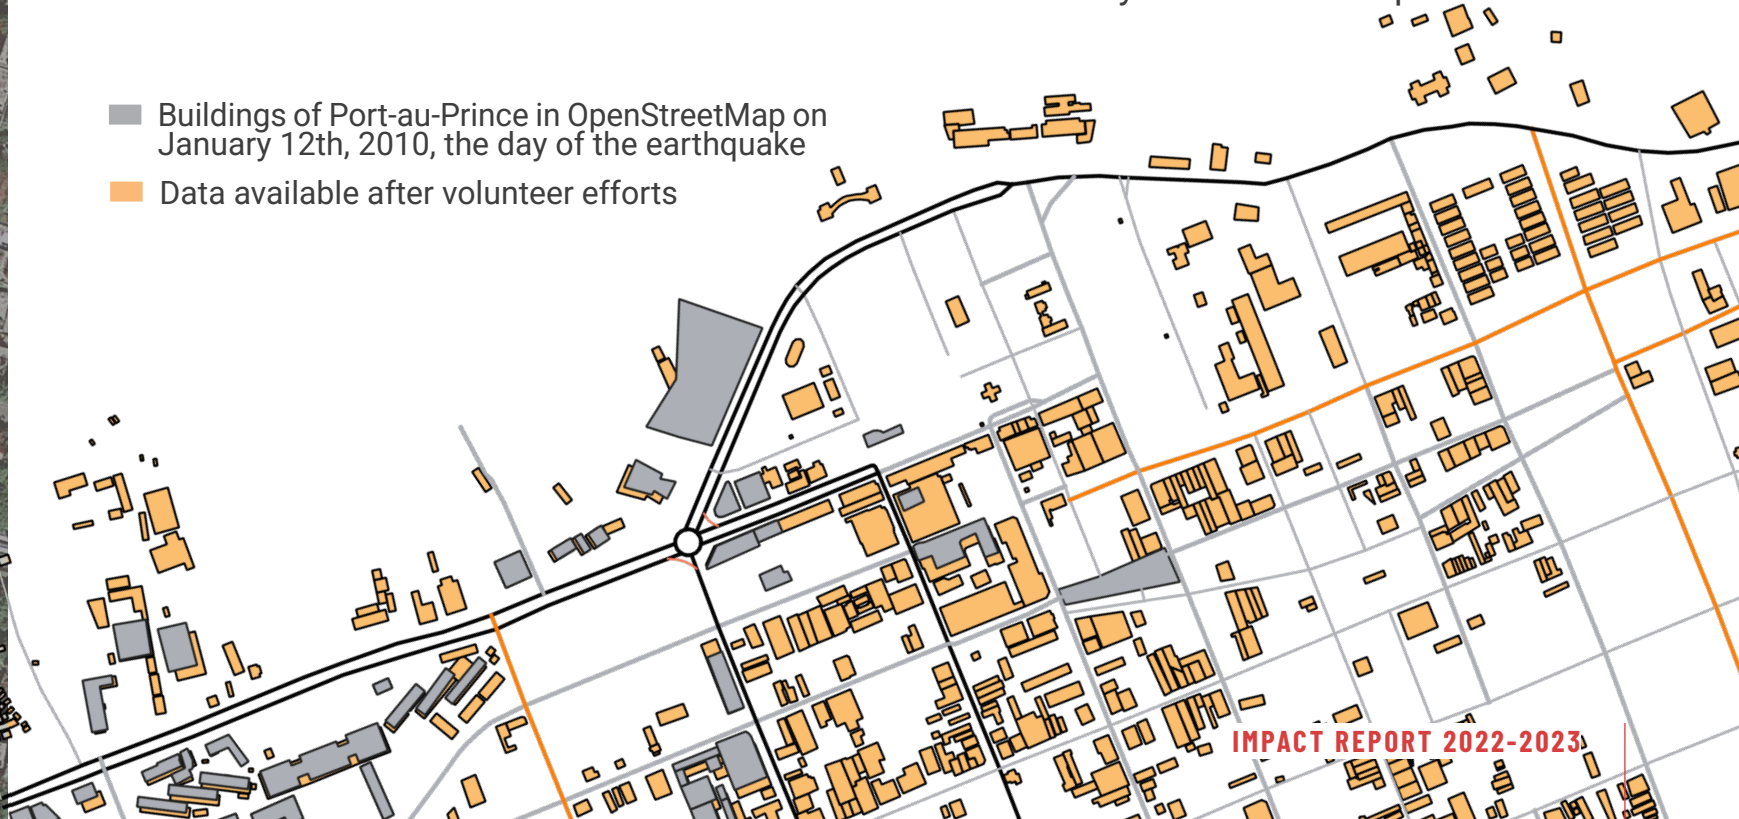 Buildings of Port-au-Prince in OpenStreetMap on
January 12th, 2010, the day of the earthquake
Data available after volunteer efforts
IMPACT REPORT 2022-2023